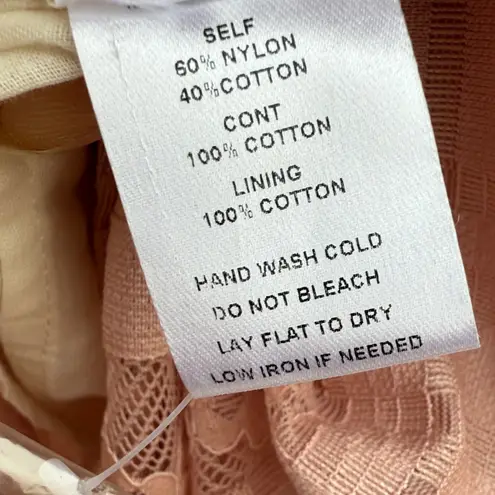 SELF
60% NYLON
40% COTTON
CONT
100% COTTON
LINING
100% COTTON
HAND WASH COLD
DO NOT BLEACH
LAY FLAT TO DRY
LOW IRON IF NEEDED